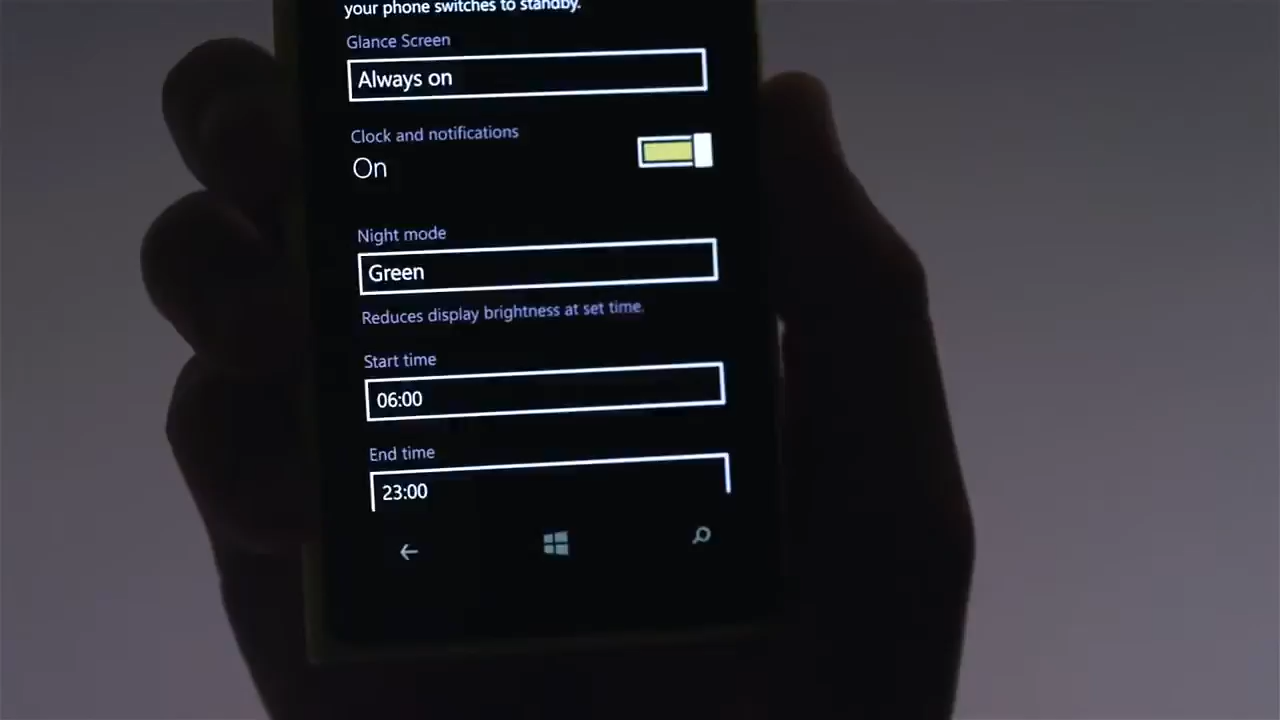 your phone switches to standby.
Glance Screen
Always on
Clock and notifications
On
Night mode
Green
Reduces display brightness at set time.
Start time
06:00
End time
23:00